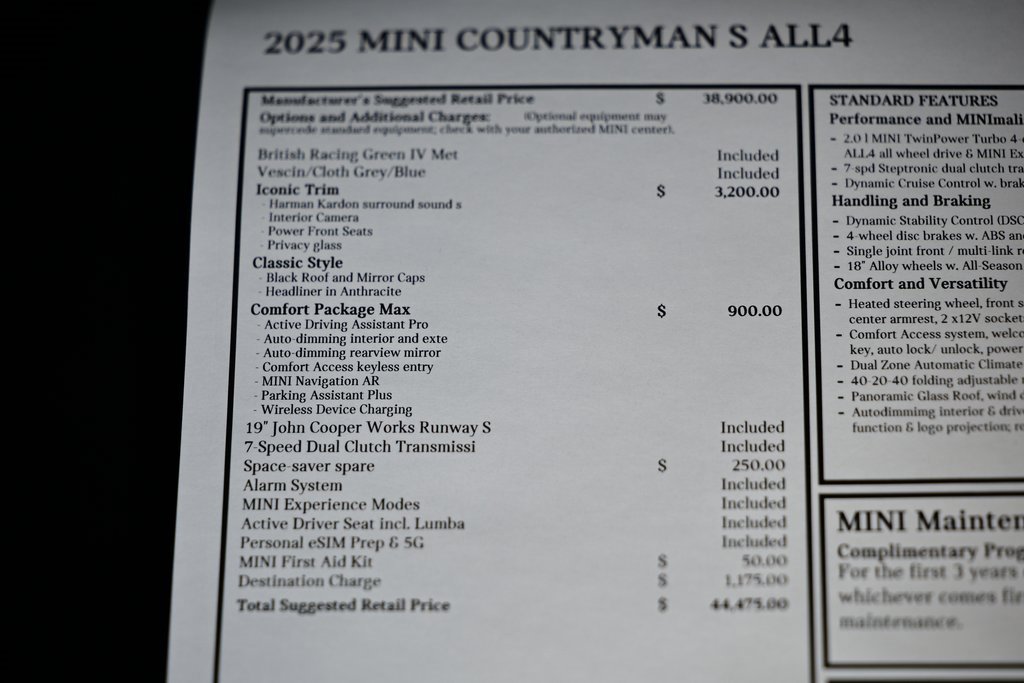 2025 MINI COUNTRYMAN S ALL4
Manufacturer's Suggested Retail Price $ 38,900.00
Options and Additional Charges: (Optional equipment may
supercede standard equipment; check with your authorized MINI center).
British Racing Green IV Met Included
Vescin/Cloth Grey/Blue Included
Iconic Trim $ 3,200.00
- Harman Kardon surround sound s
- Interior Camera
- Power Front Seats
- Privacy glass
Classic Style
- Black Roof and Mirror Caps
- Headliner in Anthracite
Comfort Package Max $ 900.00
- Active Driving Assistant Pro
- Auto-dimming interior and exte
- Auto-dimming rearview mirror
- Comfort Access keyless entry
- MINI Navigation AR
- Parking Assistant Plus
- Wireless Device Charging
19" John Cooper Works Runway S Included
7-Speed Dual Clutch Transmissi Included
Space-saver spare $ 250.00
Alarm System Included
MINI Experience Modes Included
Active Driver Seat incl. Lumba Included
Personal eSIM Prep & 5G Included
MINI First Aid Kit $ 50.00
Destination Charge $ 1,175.00
Total Suggested Retail Price $ 44,475.00
STANDARD FEATURES
Performance and MINImali
- 2.0 l MINI TwinPower Turbo 4-
ALL4 all wheel drive & MINI Ex
- 7-spd Steptronic dual clutch tra
- Dynamic Cruise Control w. brak
Handling and Braking
- Dynamic Stability Control (DSC
- 4-wheel disc brakes w. ABS an
- Single joint front / multi-link r
- 18" Alloy wheels w. All-Season
Comfort and Versatility
- Heated steering wheel, front s
center armrest, 2 x12V socket
- Comfort Access system, welco
key, auto lock/ unlock, power
- Dual Zone Automatic Climate
- 40-20-40 folding adjustable
- Panoramic Glass Roof, wind d
- Autodimming interior & driv
function & logo projection; re
MINI Mainten
Complimentary Prog
For the first 3 years
whichever comes fir
maintenance.